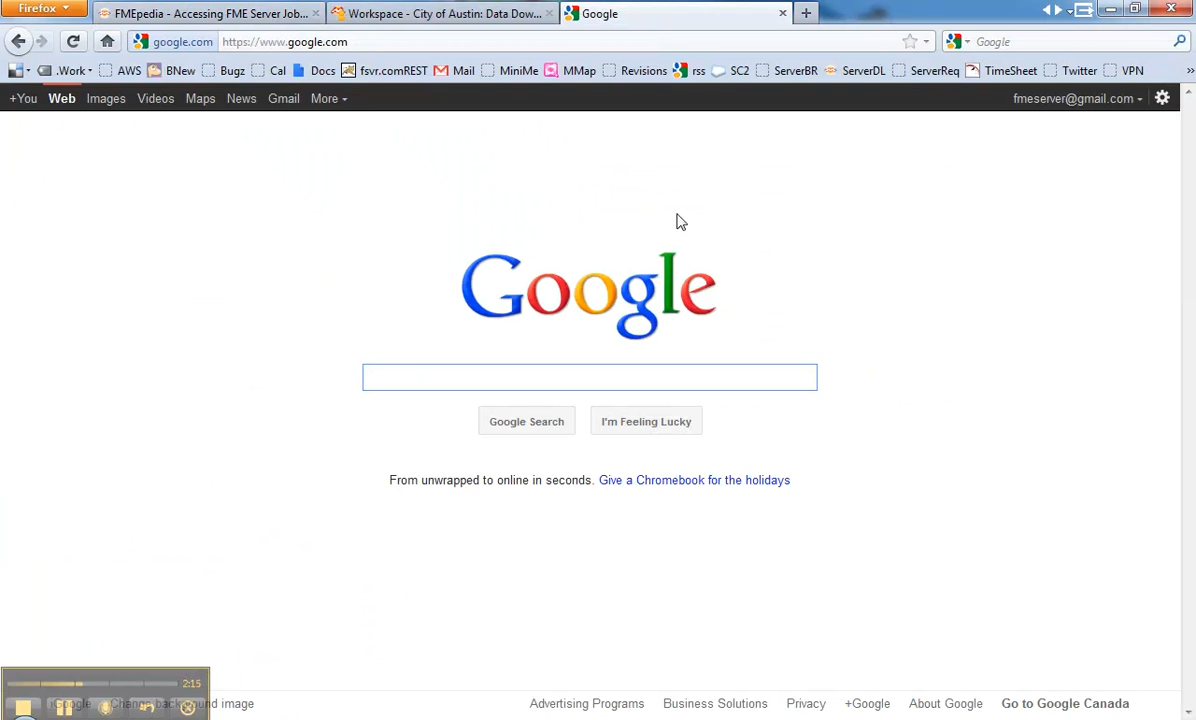 Firefox
FMEpedia - Accessing FME Server Job...
Workspace - City of Austin: Data Dow...
Google
google.com https://www.google.com
Google
.Work AWS BNew Bugz Cal Docs fsvr.comREST Mail MiniMe MMap Revisions rss SC2 ServerBR ServerDL ServerReq TimeSheet Twitter VPN »
+You Web Images Videos Maps News Gmail More
fmeserver@gmail.com
Google
Google Search I'm Feeling Lucky
From unwrapped to online in seconds. Give a Chromebook for the holidays
2:15
iGoogle Change background image
Advertising Programs Business Solutions Privacy +Google About Google Go to Google Canada